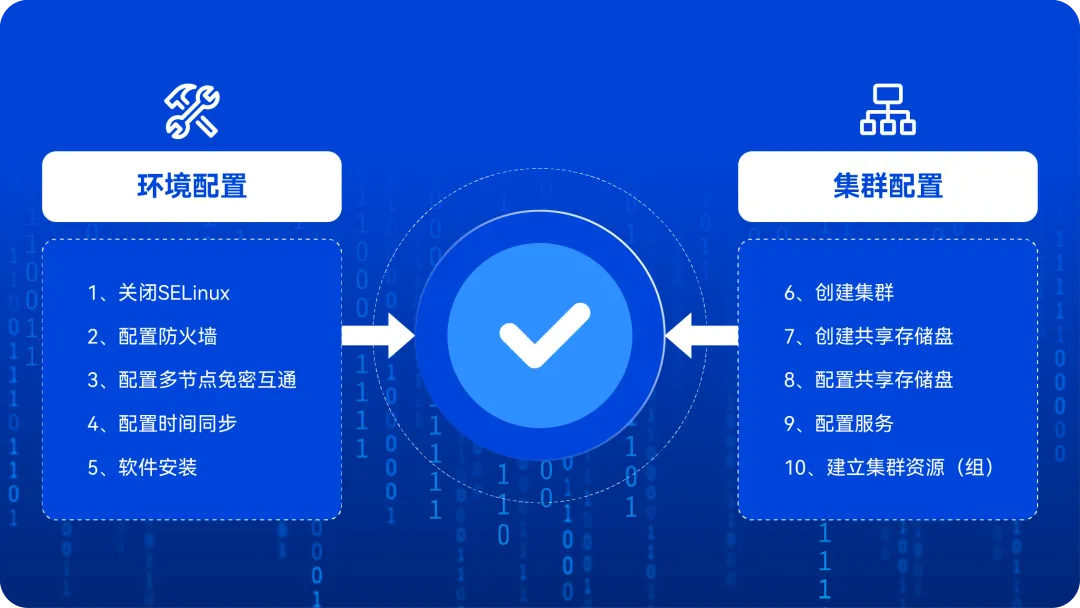 环境配置
1、关闭SELinux
2、配置防火墙
3、配置多节点免密互通
4、配置时间同步
5、软件安装
集群配置
6、创建集群
7、创建共享存储盘
8、配置共享存储盘
9、配置服务
10、建立集群资源（组）